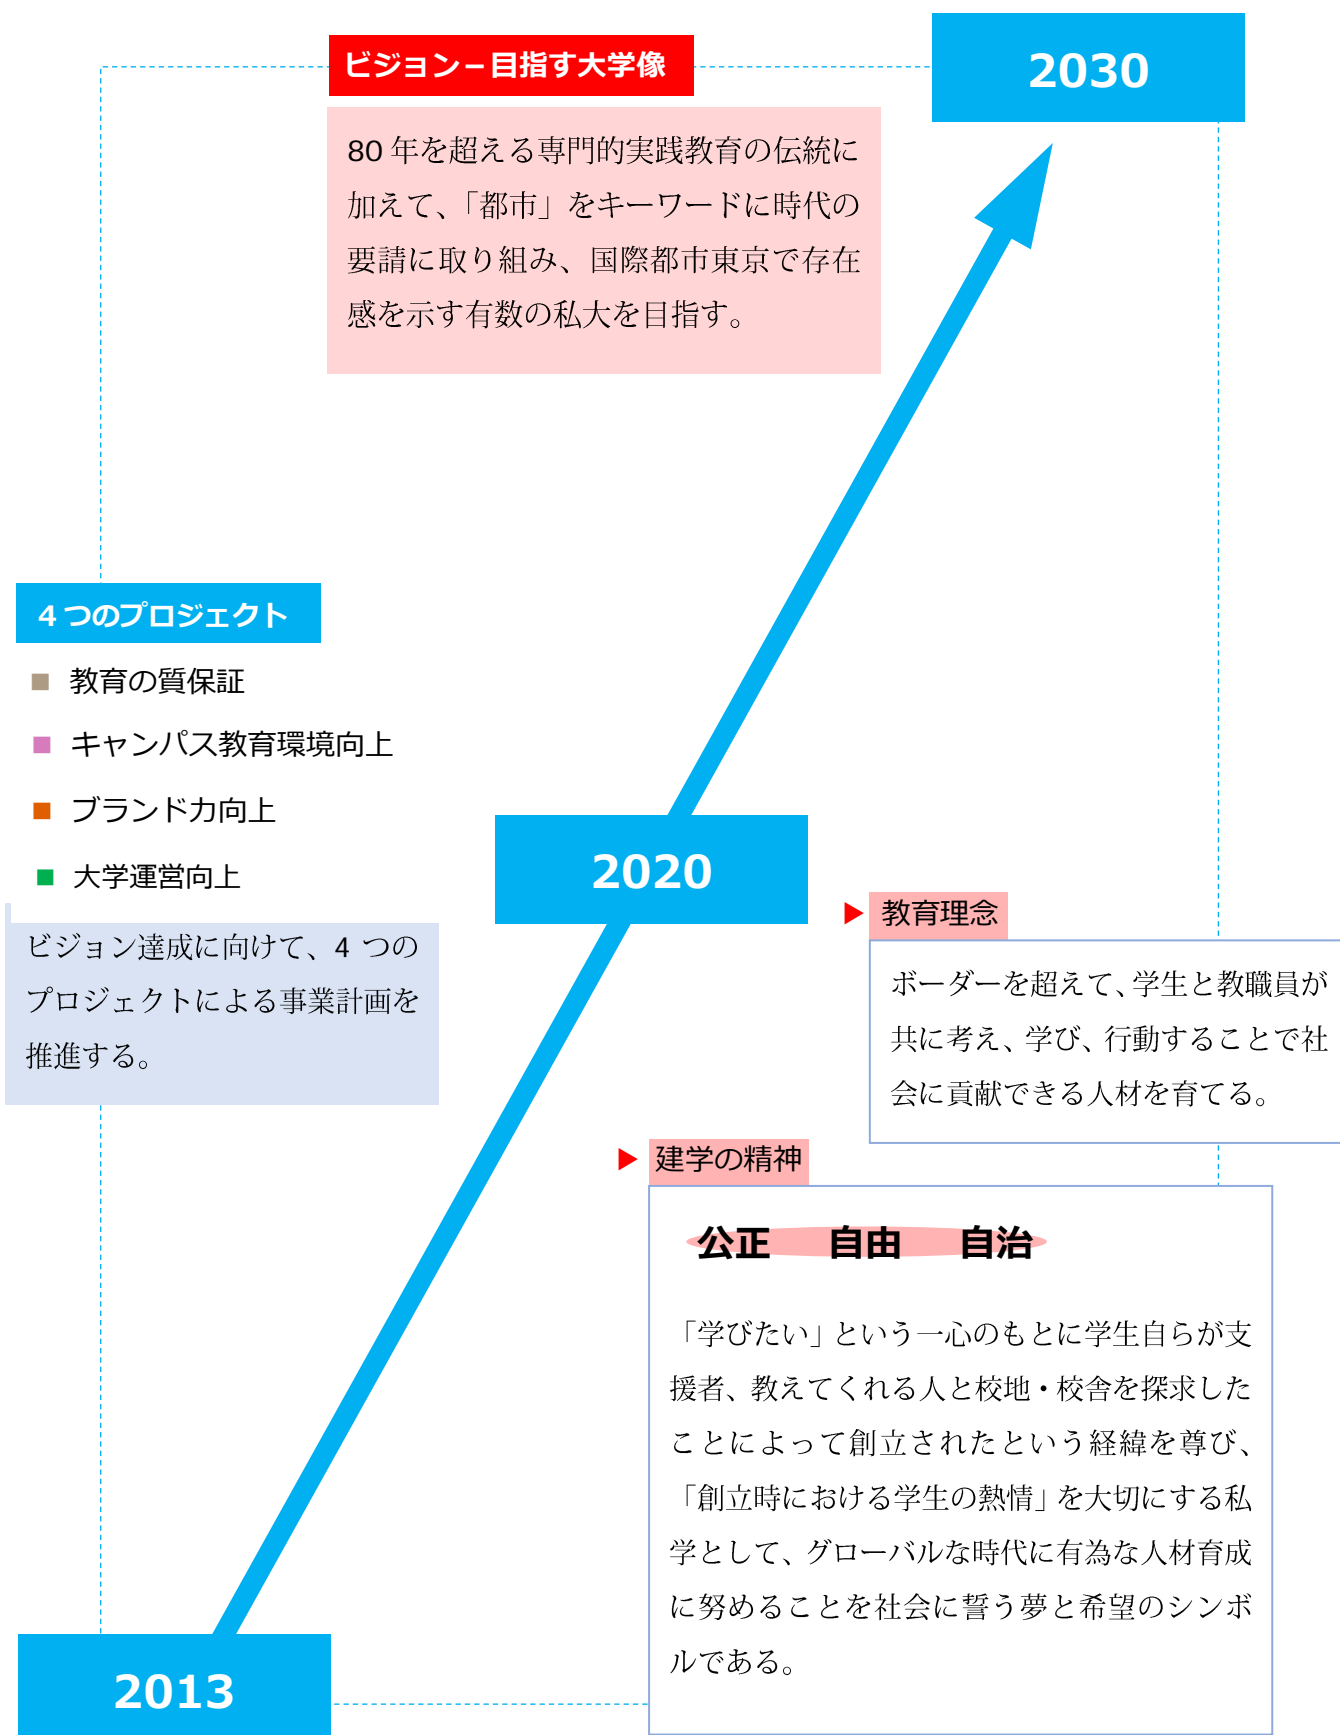 ビジョン－目指す大学像
2030
80 年を超える専門的実践教育の伝統に
加えて、「都市」をキーワードに時代の
要請に取り組み、国際都市東京で存在
感を示す有数の私大を目指す。
4 つのプロジェクト
■ 教育の質保証
■ キャンパス教育環境向上
■ ブランド力向上
■ 大学運営向上
ビジョン達成に向けて、4 つの
プロジェクトによる事業計画を
推進する。
2020
教育理念
ボーダーを超えて、学生と教職員が
共に考え、学び、行動することで社
会に貢献できる人材を育てる。
建学の精神
公正 自由 自治
「学びたい」という一心のもとに学生自らが支
援者、教えてくれる人と校地・校舎を探求した
ことによって創立されたという経緯を尊び、
「創立時における学生の熱情」を大切にする私
学として、グローバルな時代に有為な人材育成
に努めることを社会に誓う夢と希望のシンボ
ルである。
2013